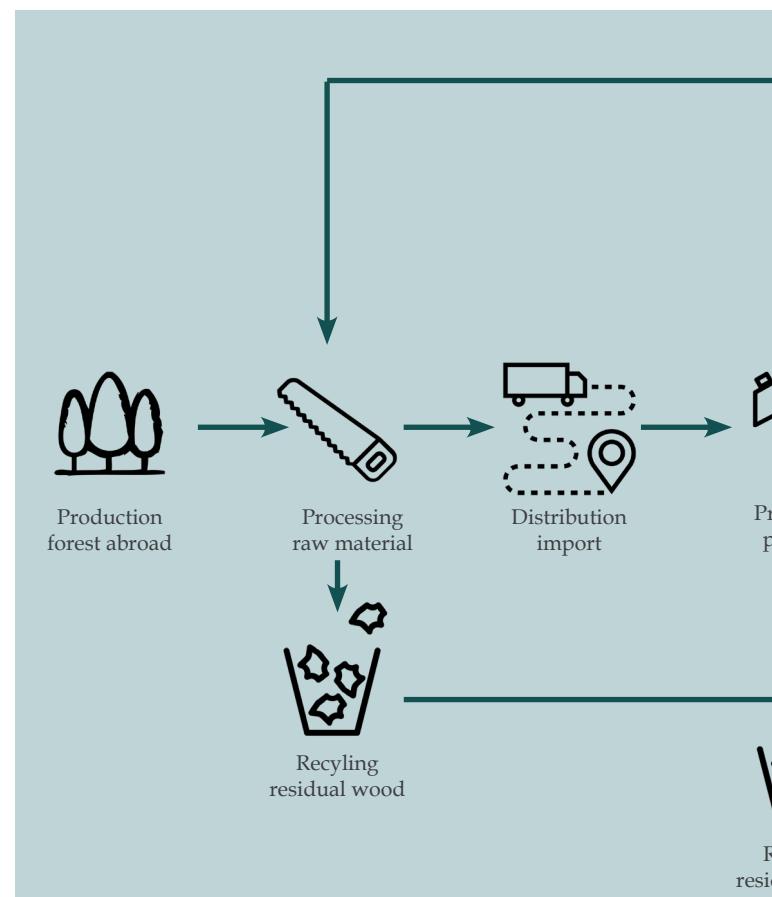 Production
forest abroad
Processing
raw material
Distribution
import
Recyling
residual wood